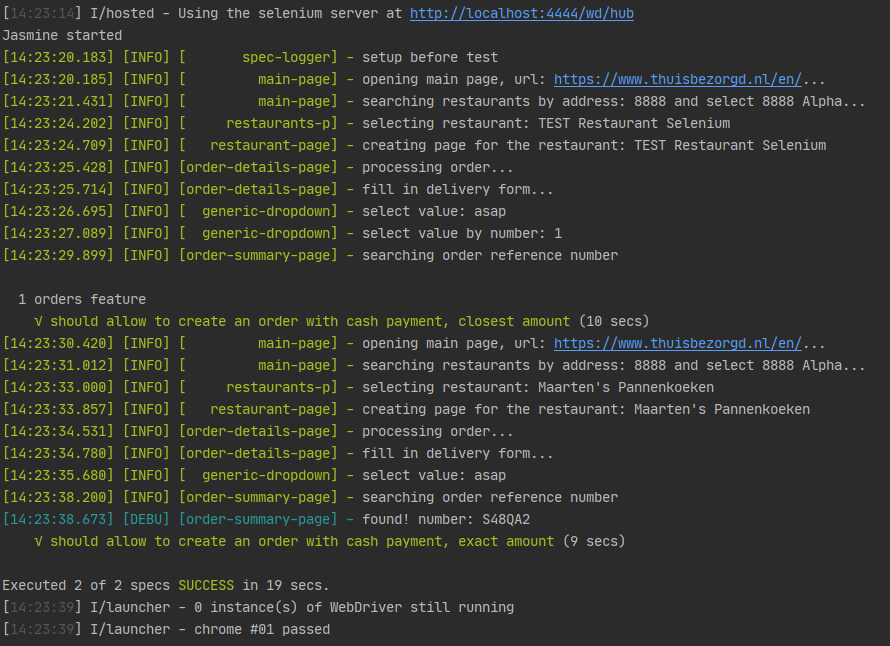 [14:23:14] I/hosted - Using the selenium server at http://localhost:4444/wd/hub
Jasmine started
[14:23:20.183] [INFO] [       spec-logger] - setup before test
[14:23:20.185] [INFO] [         main-page] - opening main page, url: https://www.thuisbezorgd.nl/en/...
[14:23:21.431] [INFO] [         main-page] - searching restaurants by address: 8888 and select 8888 Alpha...
[14:23:24.202] [INFO] [     restaurants-p] - selecting restaurant: TEST Restaurant Selenium
[14:23:24.709] [INFO] [   restaurant-page] - creating page for the restaurant: TEST Restaurant Selenium
[14:23:25.428] [INFO] [order-details-page] - processing order...
[14:23:25.714] [INFO] [order-details-page] - fill in delivery form...
[14:23:26.695] [INFO] [  generic-dropdown] - select value: asap
[14:23:27.089] [INFO] [  generic-dropdown] - select value by number: 1
[14:23:29.899] [INFO] [order-summary-page] - searching order reference number
  1 orders feature
    √ should allow to create an order with cash payment, closest amount (10 secs)
[14:23:30.420] [INFO] [         main-page] - opening main page, url: https://www.thuisbezorgd.nl/en/...
[14:23:31.012] [INFO] [         main-page] - searching restaurants by address: 8888 and select 8888 Alpha...
[14:23:33.000] [INFO] [     restaurants-p] - selecting restaurant: Maarten's Pannenkoeken
[14:23:33.857] [INFO] [   restaurant-page] - creating page for the restaurant: Maarten's Pannenkoeken
[14:23:34.531] [INFO] [order-details-page] - processing order...
[14:23:34.780] [INFO] [order-details-page] - fill in delivery form...
[14:23:35.680] [INFO] [  generic-dropdown] - select value: asap
[14:23:38.200] [INFO] [order-summary-page] - searching order reference number
[14:23:38.673] [DEBU] [order-summary-page] - found! number: S48QA2
    √ should allow to create an order with cash payment, exact amount (9 secs)
Executed 2 of 2 specs SUCCESS in 19 secs.
[14:23:39] I/launcher - 0 instance(s) of WebDriver still running
[14:23:39] I/launcher - chrome #01 passed